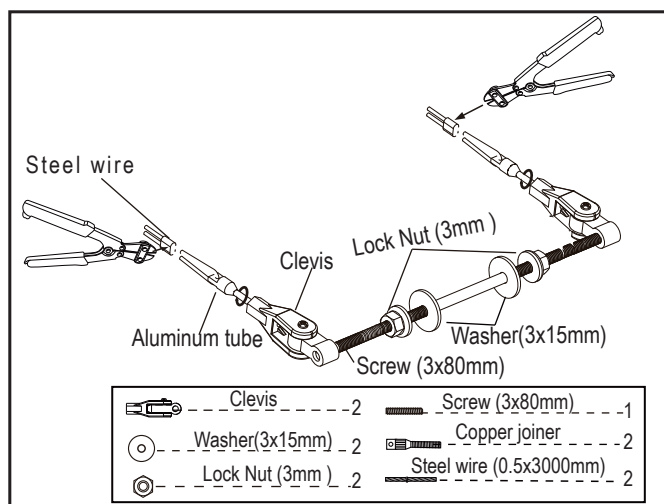 Steel wire
Lock Nut (3mm )
Clevis
Aluminum tube
Washer(3x15mm)
Screw (3x80mm)
Clevis 2
Screw (3x80mm) 1
Washer(3x15mm) 2
Copper joiner 2
Lock Nut (3mm ) 2
Steel wire (0.5x3000mm) 2